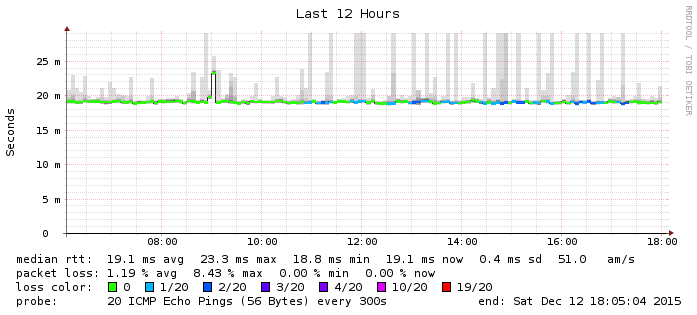 Last 12 Hours
RRDTOOL / TOBI OETIKER
Seconds
25 m
20 m
15 m
10 m
5 m
0
08:00 10:00 12:00 14:00 16:00 18:00
median rtt: 19.1 ms avg 23.3 ms max 18.8 ms min 19.1 ms now 0.4 ms sd 51.0 am/s
packet loss: 1.19 % avg 8.43 % max 0.00 % min 0.00 % now
loss color: 0 1/20 2/20 3/20 4/20 10/20 19/20
probe: 20 ICMP Echo Pings (56 Bytes) every 300s end: Sat Dec 12 18:05:04 2015